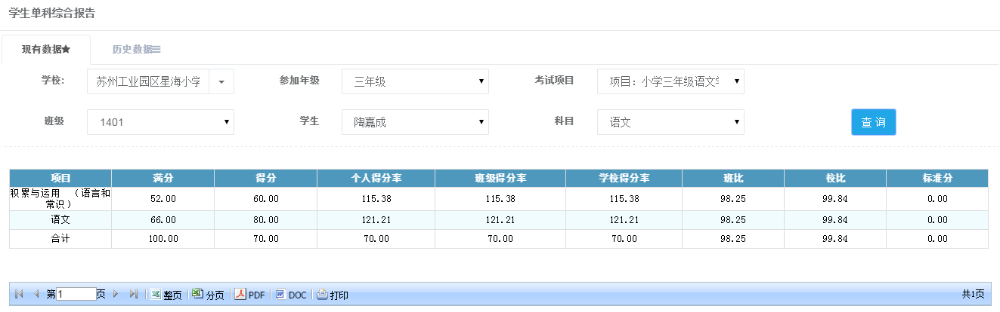 学生单科综合报告
现有数据★ 历史数据
学校: 苏州工业园区星海小学 参加年级 三年级 考试项目 项目：小学三年级语文
班级 1401 学生 陶嘉成 科目 语文 查 询
项目 满分 得分 个人得分率 班级得分率 学校得分率 班比 校比 标准分
积累与运用 （语言和
常识） 52.00 60.00 115.38 115.38 115.38 98.25 99.84 0.00
语文 66.00 80.00 121.21 121.21 121.21 98.25 99.84 0.00
合计 100.00 70.00 70.00 70.00 70.00 98.25 99.84 0.00
第 1 页 整页 分页 PDF DOC 打印 共1页